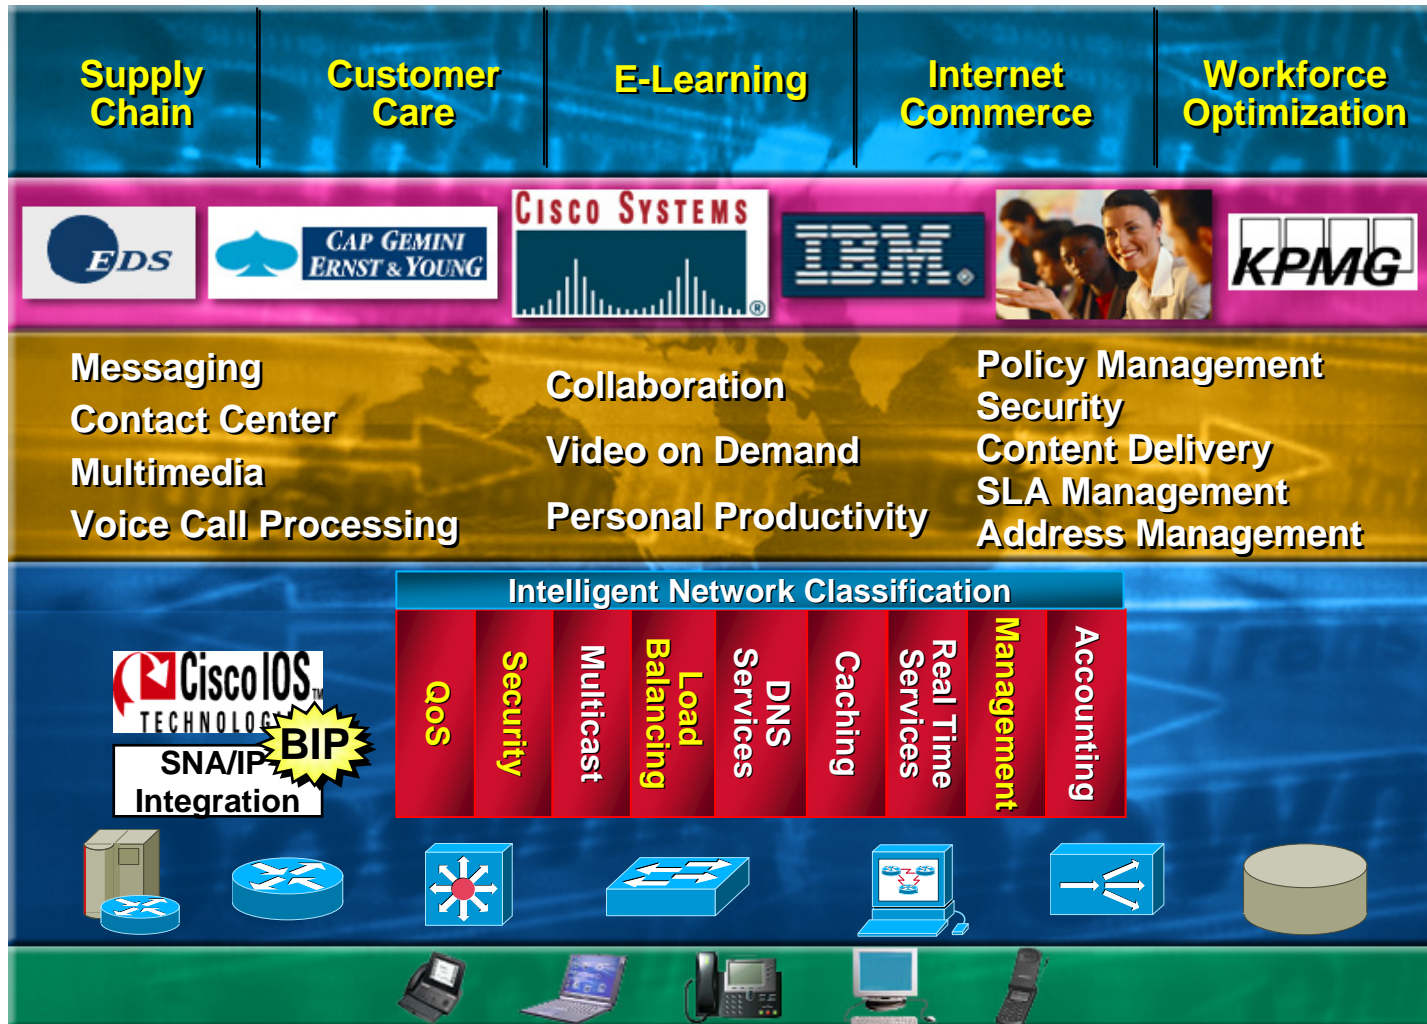 Supply
Chain
Customer
Care
E-Learning
Internet
Commerce
Workforce
Optimization
EDS
CAP GEMINI
ERNST & YOUNG
CISCO SYSTEMS
®
IBM®
KPMG
Messaging
Contact Center
Multimedia
Voice Call Processing
Collaboration
Video on Demand
Personal Productivity
Policy Management
Security
Content Delivery
SLA Management
Address Management
Intelligent Network Classification
QoS
Security
Multicast
Load
Balancing
DNS
Services
Caching
Real Time
Services
Management
Accounting
CISCO IOS TM
TECHNOLOG
BIP
SNA/IP
Integration